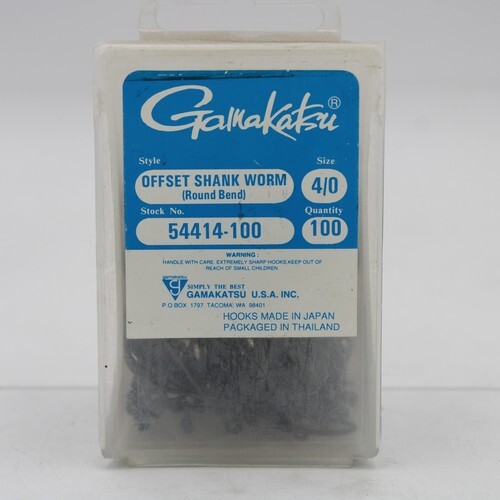 Gamakatsu®
Style
Size
OFFSET SHANK WORM
(Round Bend)
4/0
Stock No.
Quantity
54414-100
100
WARNING:
HANDLE WITH CARE. EXTREMELY SHARP HOOKS, KEEP OUT OF
REACH OF SMALL CHILDREN
GAMAKATSU
SIMPLY THE BEST
GAMAKATSU U.S.A. INC.
P.O BOX 1797 TACOMA, WA 98401
HOOKS MADE IN JAPAN
PACKAGED IN THAILAND